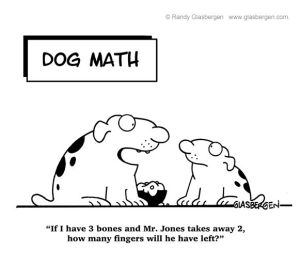 © Randy Glasbergen www.glasbergen.com
DOG MATH
GLASBERGEN
"If I have 3 bones and Mr. Jones takes away 2,
how many fingers will he have left?"